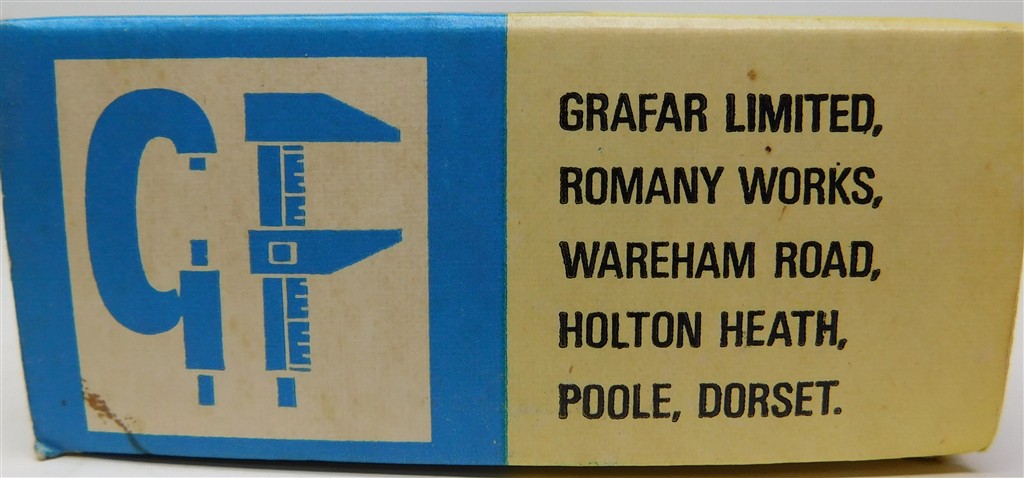 GRAFAR LIMITED,
ROMANY WORKS,
WAREHAM ROAD,
HOLTON HEATH,
POOLE, DORSET.